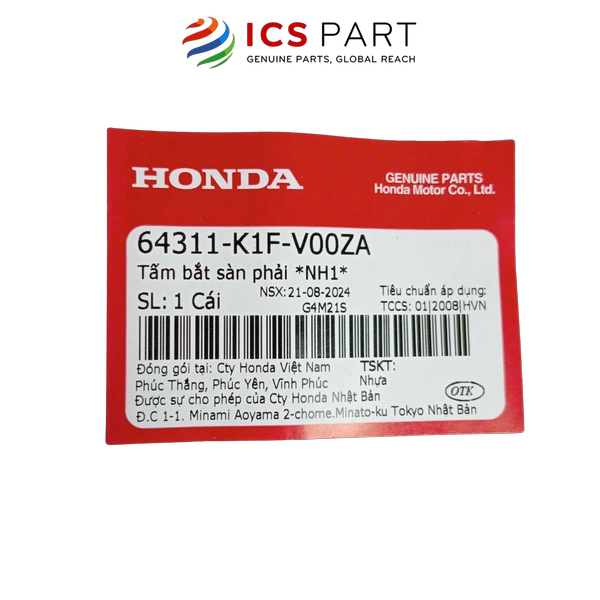 ICS PART
GENUINE PARTS, GLOBAL REACH
HONDA
GENUINE PARTS
Honda Motor Co., Ltd.
64311-K1F-V00ZA
Tấm bắt sàn phải *NH1*
SL: 1 Cái
NSX: 21-08-2024
G4M21S
Tiêu chuẩn áp dụng:
TCCS: 01|2008|HVN
Đóng gói tại: Cty Honda Việt Nam
Phúc Thắng, Phúc Yên, Vĩnh Phúc
TSKT:
Nhựa
Được sự cho phép của Cty Honda Nhật Bản
Đ.C 1-1. Minami Aoyama 2-chome.Minato-ku Tokyo Nhật Bản
OTK